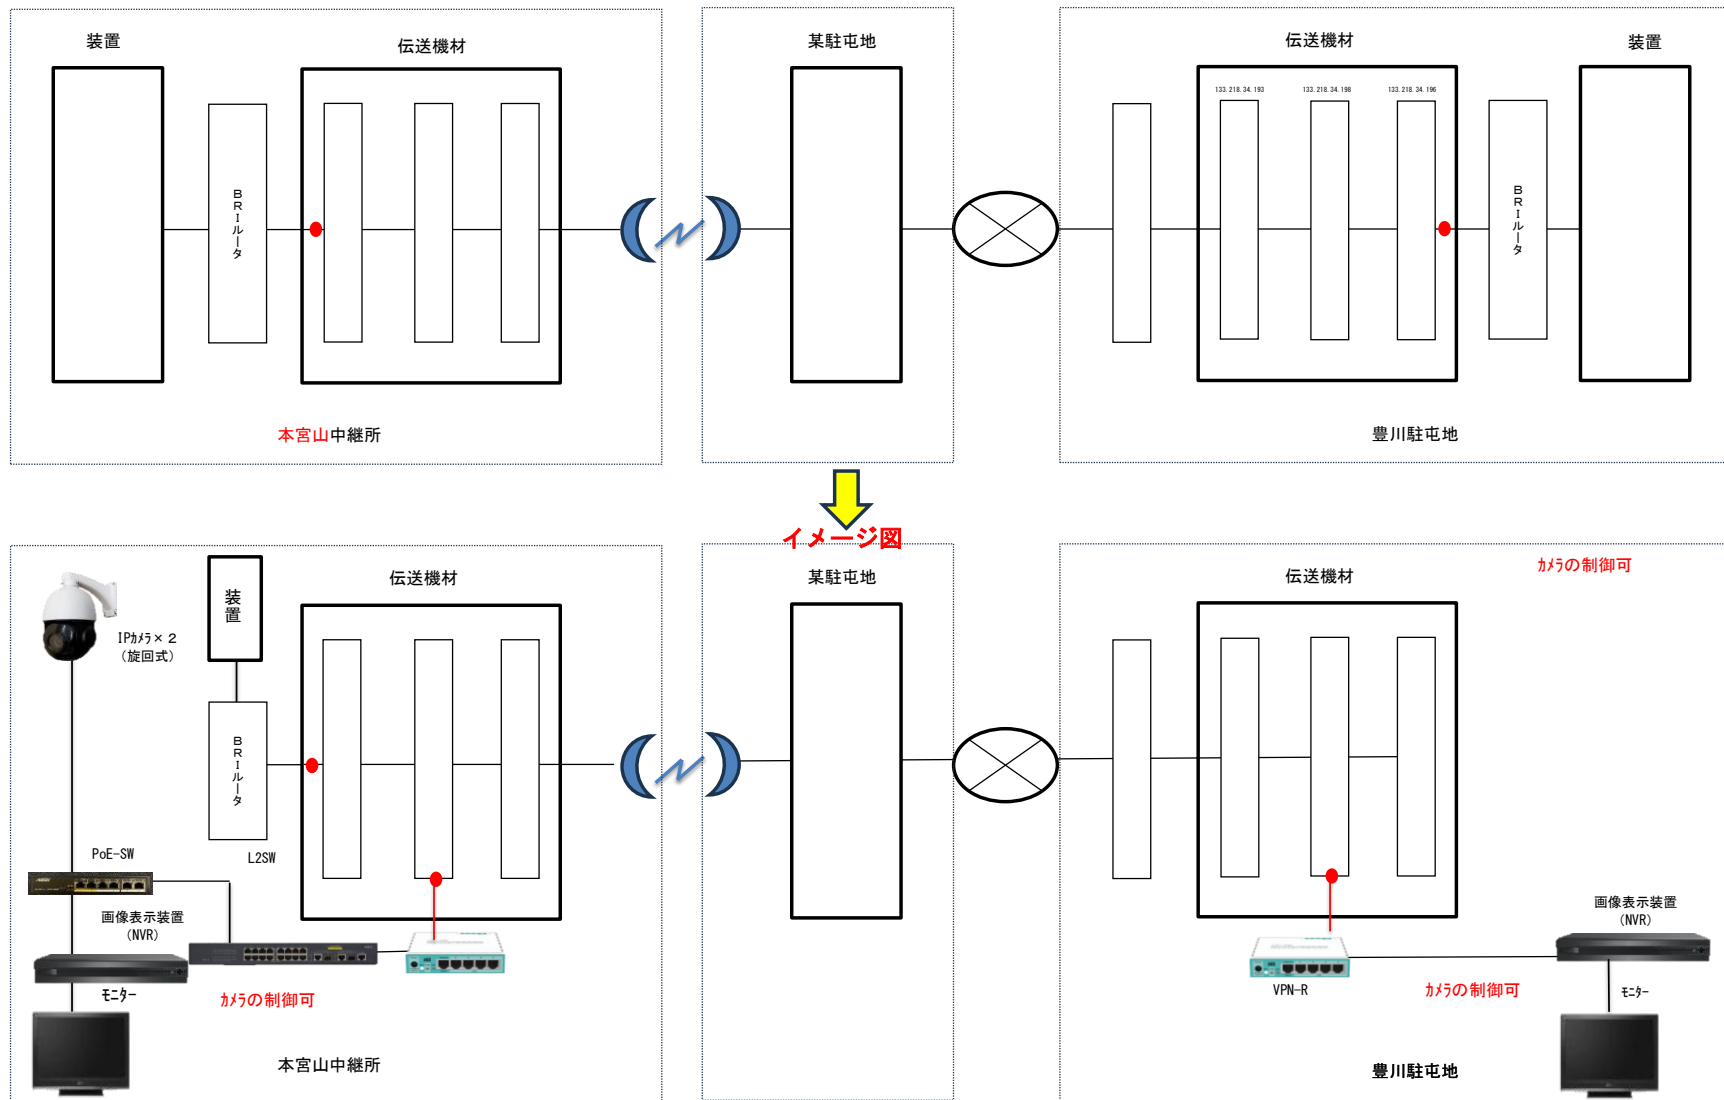 装置
伝送機材
某駐屯地
伝送機材
装置
133.218.34.193
133.218.34.198
133.218.34.196
BRIルータ
BRIルータ
本宮山中継所
豊川駐屯地
イメージ図
装置
伝送機材
某駐屯地
伝送機材
ｶﾒﾗの制御可
IPｶﾒﾗ×２
（旋回式）
BRIルータ
PoE-SW
L2SW
画像表示装置
(NVR)
画像表示装置
(NVR)
ﾓﾆﾀｰ
ｶﾒﾗの制御可
VPN-R
ｶﾒﾗの制御可
ﾓﾆﾀｰ
本宮山中継所
豊川駐屯地